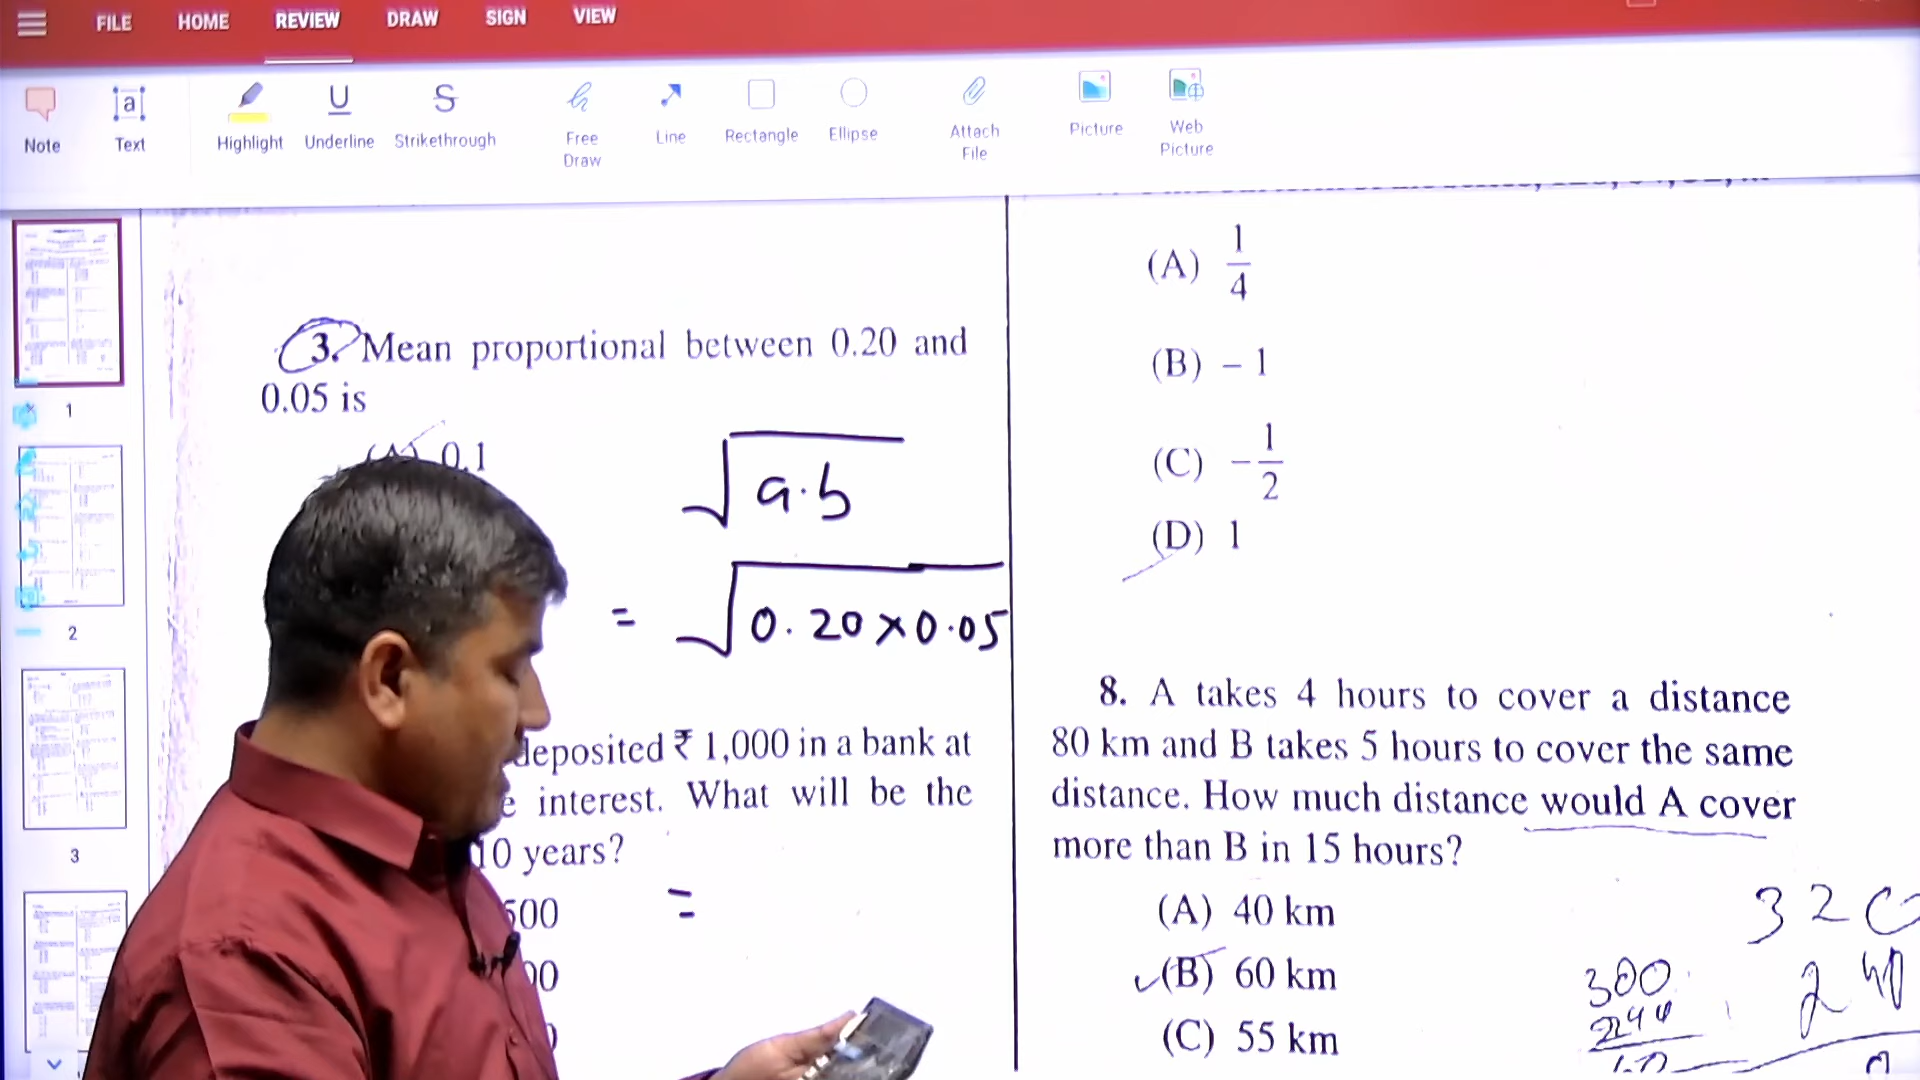 FILE HOME REVIEW DRAW SIGN VIEW
Note Text Highlight Underline Strikethrough Free Draw Line Rectangle Ellipse Attach File Picture Web Picture
1
2
3
3. Mean proportional between 0.20 and
0.05 is
(A) 0.1
√a·b
= √0.20×0.05
deposited ₹ 1,000 in a bank at
interest. What will be the
10 years?
=
(A) 1/4
(B) – 1
(C) –1/2
(D) 1
8. A takes 4 hours to cover a distance
80 km and B takes 5 hours to cover the same
distance. How much distance would A cover
more than B in 15 hours?
(A) 40 km
(B) 60 km
(C) 55 km
300